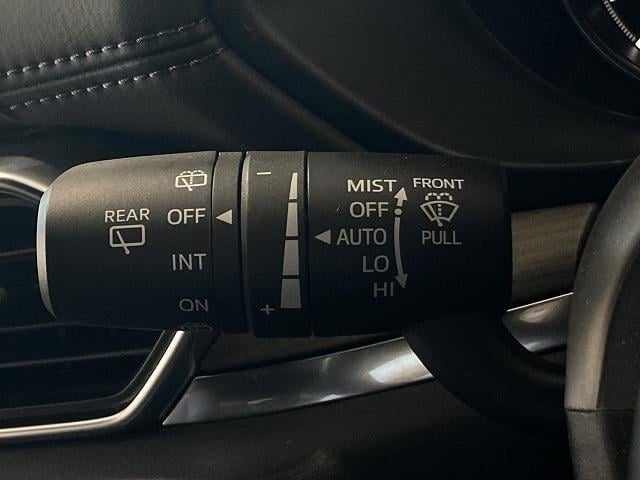 REAR
OFF
INT
ON
−
+
MIST
OFF
AUTO
LO
HI
FRONT
PULL